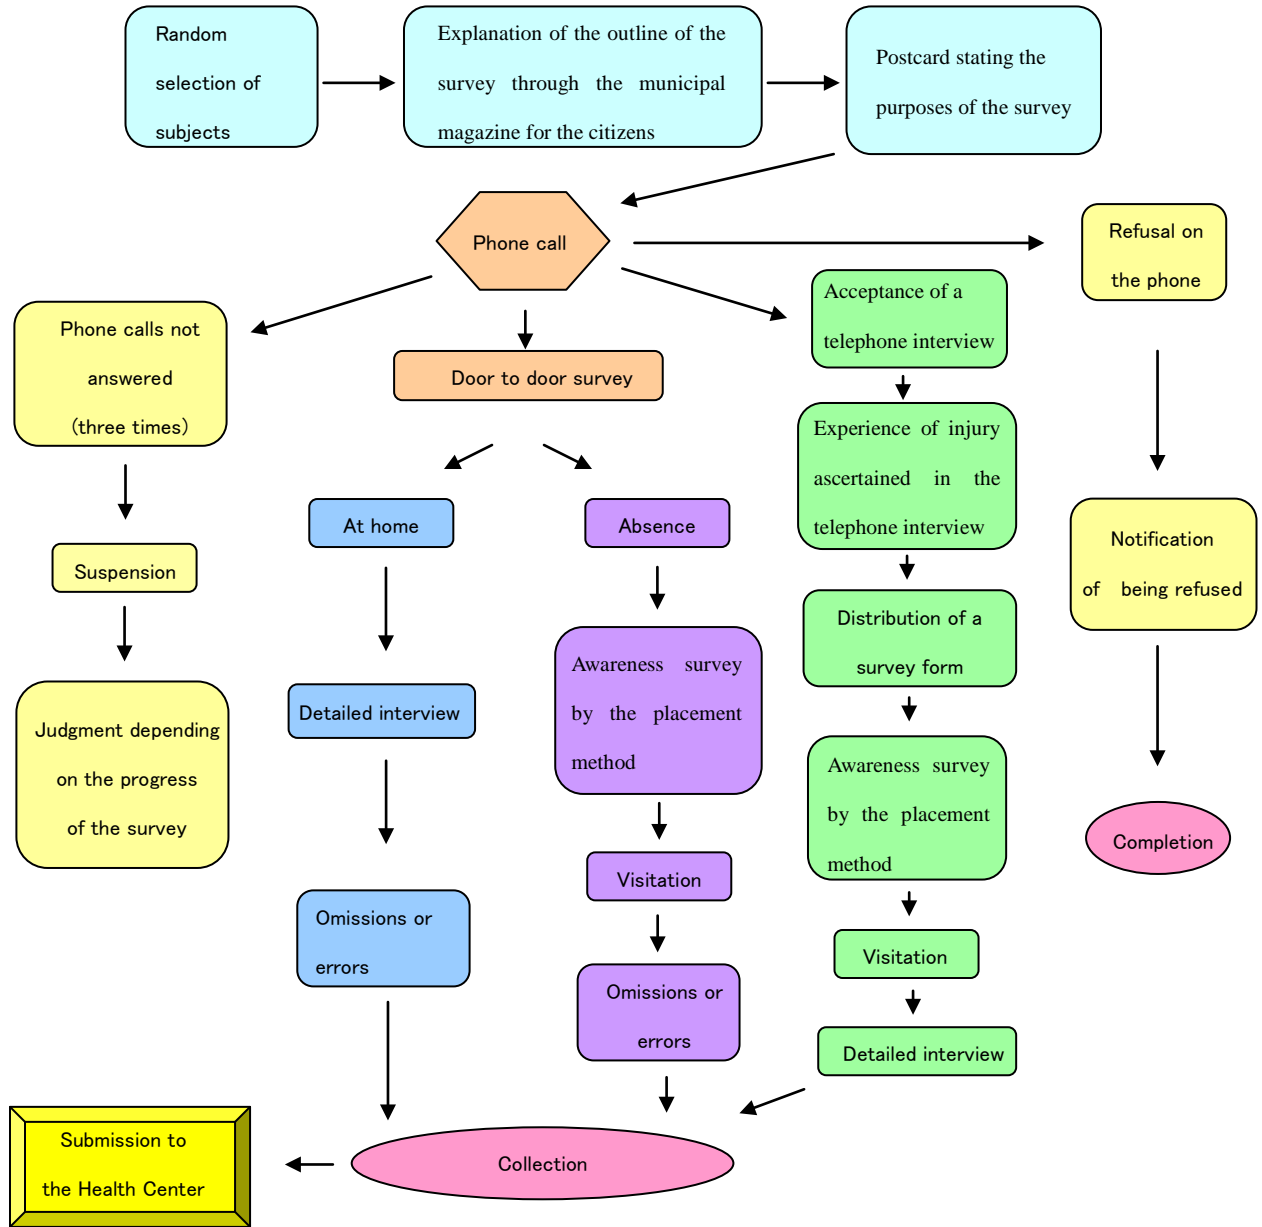 Random
selection of
subjects
Explanation of the outline of the
survey through the municipal
magazine for the citizens
Postcard stating the
purposes of the survey
Phone call
Refusal on
the phone
Phone calls not
answered
(three times)
Door to door survey
Acceptance of a
telephone interview
Experience of injury
ascertained in the
telephone interview
At home
Absence
Suspension
Notification
of being refused
Distribution of a
survey form
Judgment depending
on the progress
of the survey
Detailed interview
Awareness survey
by the placement
method
Awareness survey
by the placement
method
Completion
Visitation
Omissions or
errors
Visitation
Omissions or
errors
Detailed interview
Submission to
the Health Center
Collection